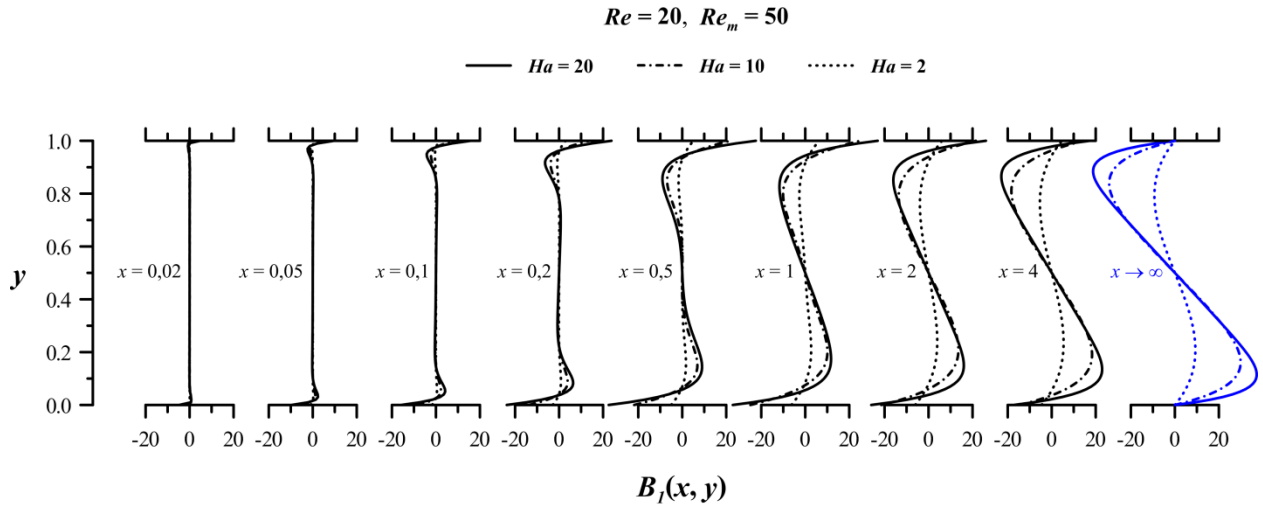 Re = 20, Re_m = 50
Ha = 20 Ha = 10 Ha = 2
1.0
0.8
0.6
x = 0,02 x = 0,05 x = 0,1 x = 0,2 x = 0,5 x = 1 x = 2 x = 4 x → ∞
y
0.4
0.2
0.0
-20 0 20 -20 0 20 -20 0 20 -20 0 20 -20 0 20 -20 0 20 -20 0 20 -20 0 20 -20 0 20
B_1(x, y)